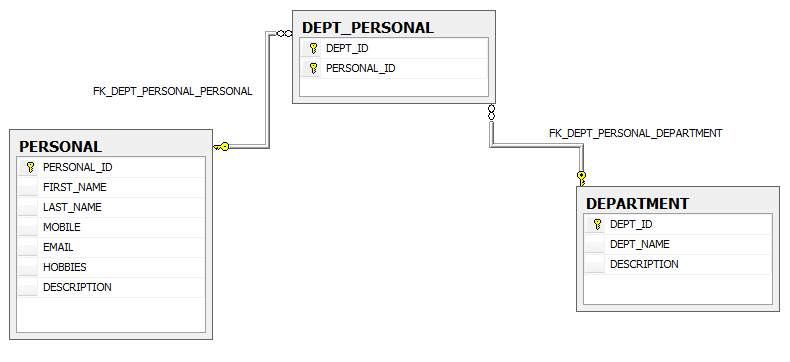 DEPT_PERSONAL
DEPT_ID
PERSONAL_ID
FK_DEPT_PERSONAL_PERSONAL
FK_DEPT_PERSONAL_DEPARTMENT
PERSONAL
PERSONAL_ID
FIRST_NAME
LAST_NAME
MOBILE
EMAIL
HOBBIES
DESCRIPTION
DEPARTMENT
DEPT_ID
DEPT_NAME
DESCRIPTION